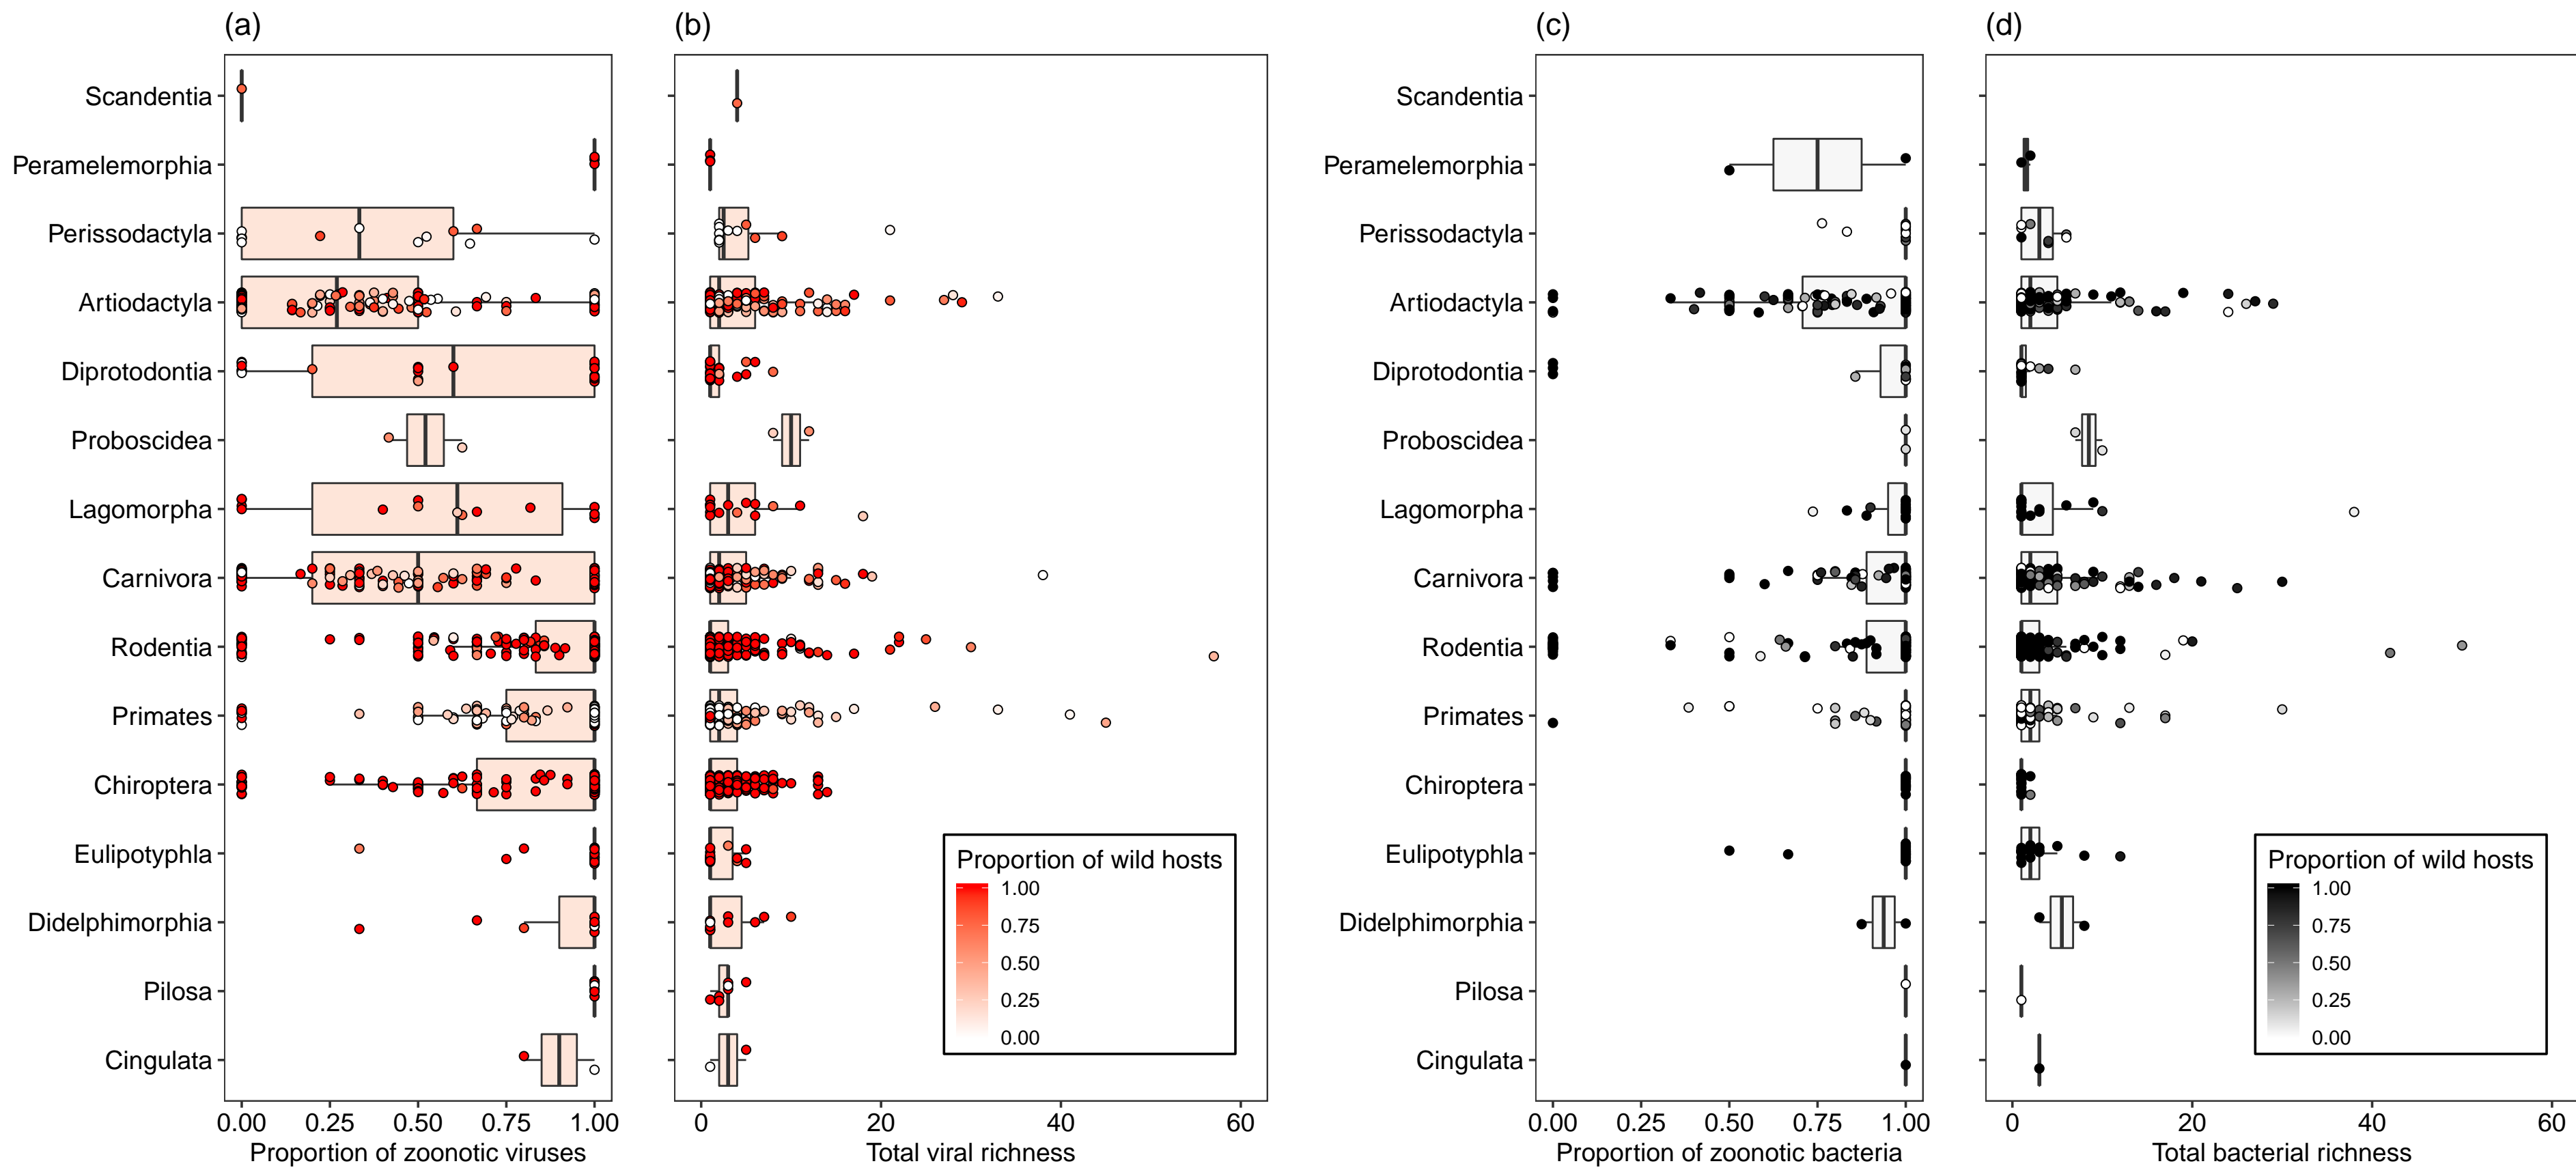 (a)
(b)
(c)
(d)
Scandentia
Peramelemorphia
Perissodactyla
Artiodactyla
Diprotodontia
Proboscidea
Lagomorpha
Carnivora
Rodentia
Primates
Chiroptera
Eulipotyphla
Didelphimorphia
Pilosa
Cingulata
0.00 0.25 0.50 0.75 1.00
Proportion of zoonotic viruses
Proportion of wild hosts
1.00
0.75
0.50
0.25
0.00
0 20 40 60
Total viral richness
Scandentia
Peramelemorphia
Perissodactyla
Artiodactyla
Diprotodontia
Proboscidea
Lagomorpha
Carnivora
Rodentia
Primates
Chiroptera
Eulipotyphla
Didelphimorphia
Pilosa
Cingulata
0.00 0.25 0.50 0.75 1.00
Proportion of zoonotic bacteria
Proportion of wild hosts
1.00
0.75
0.50
0.25
0.00
0 20 40 60
Total bacterial richness